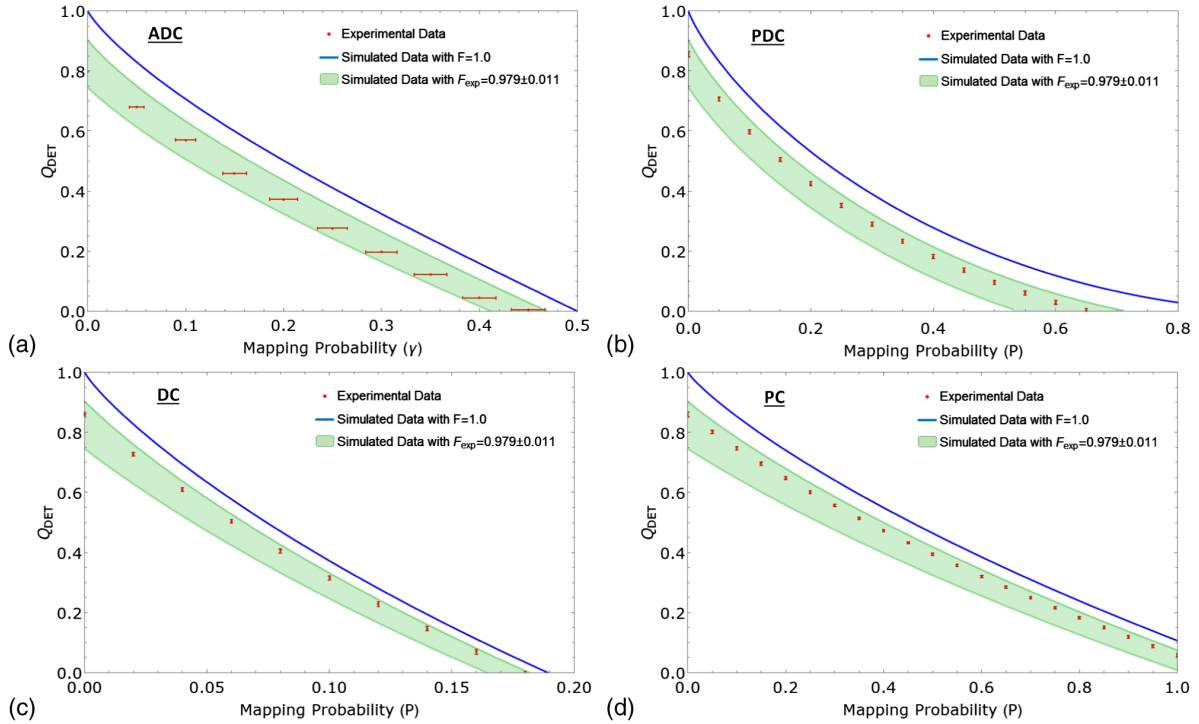 ADC
Experimental Data
Simulated Data with F=1.0
Simulated Data with Fexp=0.979±0.011
QDET
1.0
0.8
0.6
0.4
0.2
0.0
0.0 0.1 0.2 0.3 0.4 0.5
(a) Mapping Probability (γ)
PDC
Experimental Data
Simulated Data with F=1.0
Simulated Data with Fexp=0.979±0.011
QDET
1.0
0.8
0.6
0.4
0.2
0.0
0.0 0.2 0.4 0.6 0.8
(b) Mapping Probability (P)
DC
Experimental Data
Simulated Data with F=1.0
Simulated Data with Fexp=0.979±0.011
QDET
1.0
0.8
0.6
0.4
0.2
0.0
0.00 0.05 0.10 0.15 0.20
(c) Mapping Probability (P)
PC
Experimental Data
Simulated Data with F=1.0
Simulated Data with Fexp=0.979±0.011
QDET
1.0
0.8
0.6
0.4
0.2
0.0
0.0 0.2 0.4 0.6 0.8 1.0
(d) Mapping Probability (P)